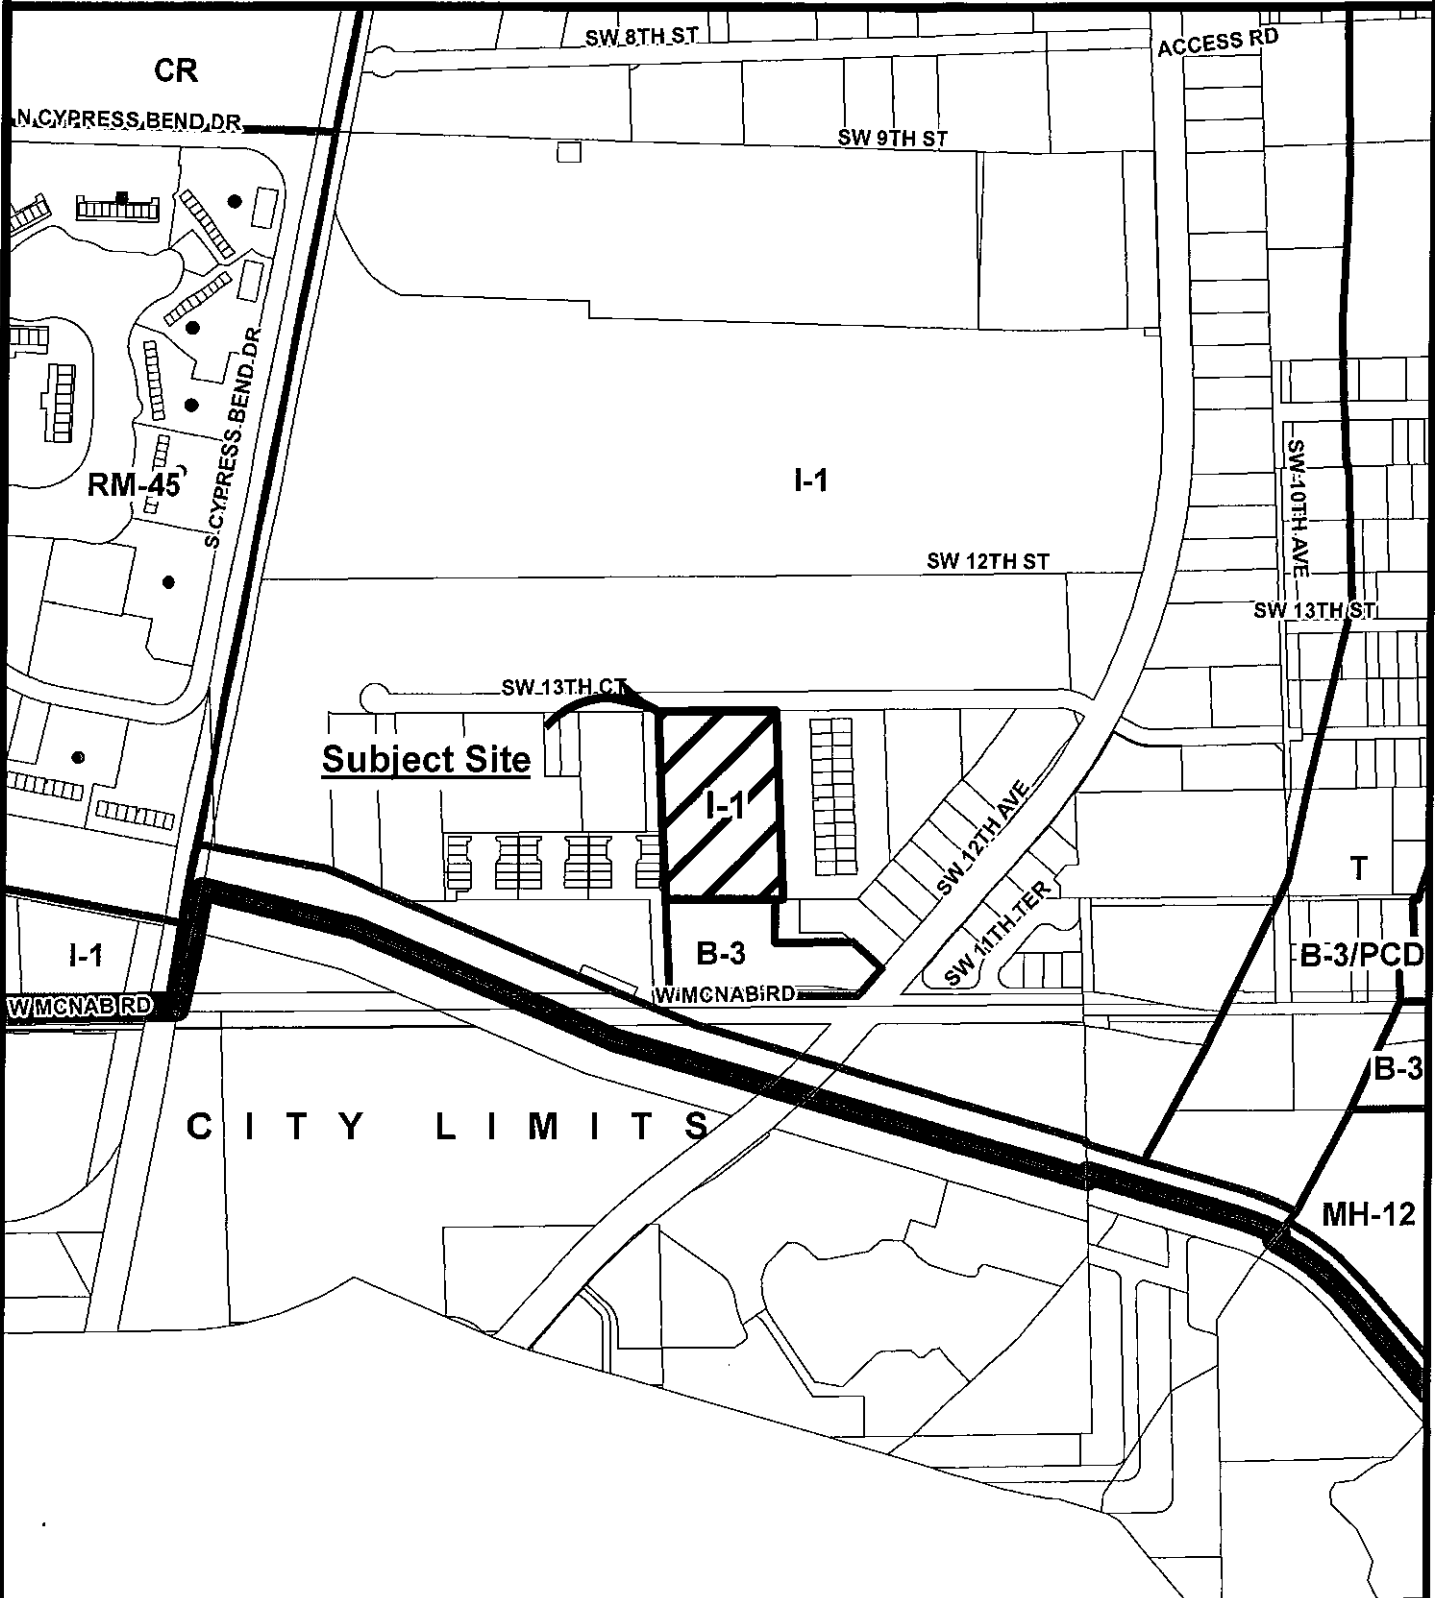 SW 8TH ST
ACCESS RD
CR
N CYPRESS BEND DR
SW 9TH ST
S CYPRESS BEND DR
RM-45
I-1
SW 10TH AVE
SW 12TH ST
SW 13TH ST
SW 13TH CT
Subject Site
I-1
SW 12TH AVE
T
SW 11TH TER
I-1
B-3
B-3/PCD
W MCNAB RD
W MCNAB RD
B-3
CITY LIMITS
MH-12